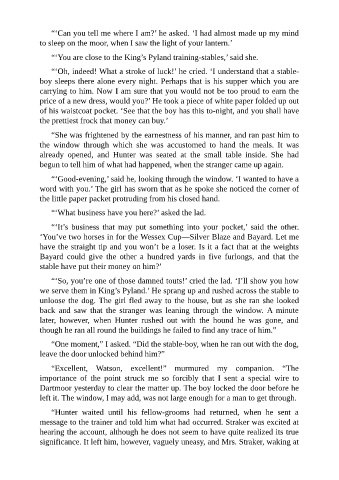 “‘Can you tell me where I am?’ he asked. ‘I had almost made up my mind
to sleep on the moor, when I saw the light of your lantern.’
“‘You are close to the King’s Pyland training-stables,’ said she.
“‘Oh, indeed! What a stroke of luck!’ he cried. ‘I understand that a stable-
boy sleeps there alone every night. Perhaps that is his supper which you are
carrying to him. Now I am sure that you would not be too proud to earn the
price of a new dress, would you?’ He took a piece of white paper folded up out
of his waistcoat pocket. ‘See that the boy has this to-night, and you shall have
the prettiest frock that money can buy.’
“She was frightened by the earnestness of his manner, and ran past him to
the window through which she was accustomed to hand the meals. It was
already opened, and Hunter was seated at the small table inside. She had
begun to tell him of what had happened, when the stranger came up again.
“‘Good-evening,’ said he, looking through the window. ‘I wanted to have a
word with you.’ The girl has sworn that as he spoke she noticed the corner of
the little paper packet protruding from his closed hand.
“‘What business have you here?’ asked the lad.
“‘It’s business that may put something into your pocket,’ said the other.
‘You’ve two horses in for the Wessex Cup—Silver Blaze and Bayard. Let me
have the straight tip and you won’t be a loser. Is it a fact that at the weights
Bayard could give the other a hundred yards in five furlongs, and that the
stable have put their money on him?’
“‘So, you’re one of those damned touts!’ cried the lad. ‘I’ll show you how
we serve them in King’s Pyland.’ He sprang up and rushed across the stable to
unloose the dog. The girl fled away to the house, but as she ran she looked
back and saw that the stranger was leaning through the window. A minute
later, however, when Hunter rushed out with the hound he was gone, and
though he ran all round the buildings he failed to find any trace of him.”
“One moment,” I asked. “Did the stable-boy, when he ran out with the dog,
leave the door unlocked behind him?”
“Excellent, Watson, excellent!” murmured my companion. “The
importance of the point struck me so forcibly that I sent a special wire to
Dartmoor yesterday to clear the matter up. The boy locked the door before he
left it. The window, I may add, was not large enough for a man to get through.
“Hunter waited until his fellow-grooms had returned, when he sent a
message to the trainer and told him what had occurred. Straker was excited at
hearing the account, although he does not seem to have quite realized its true
significance. It left him, however, vaguely uneasy, and Mrs. Straker, waking at